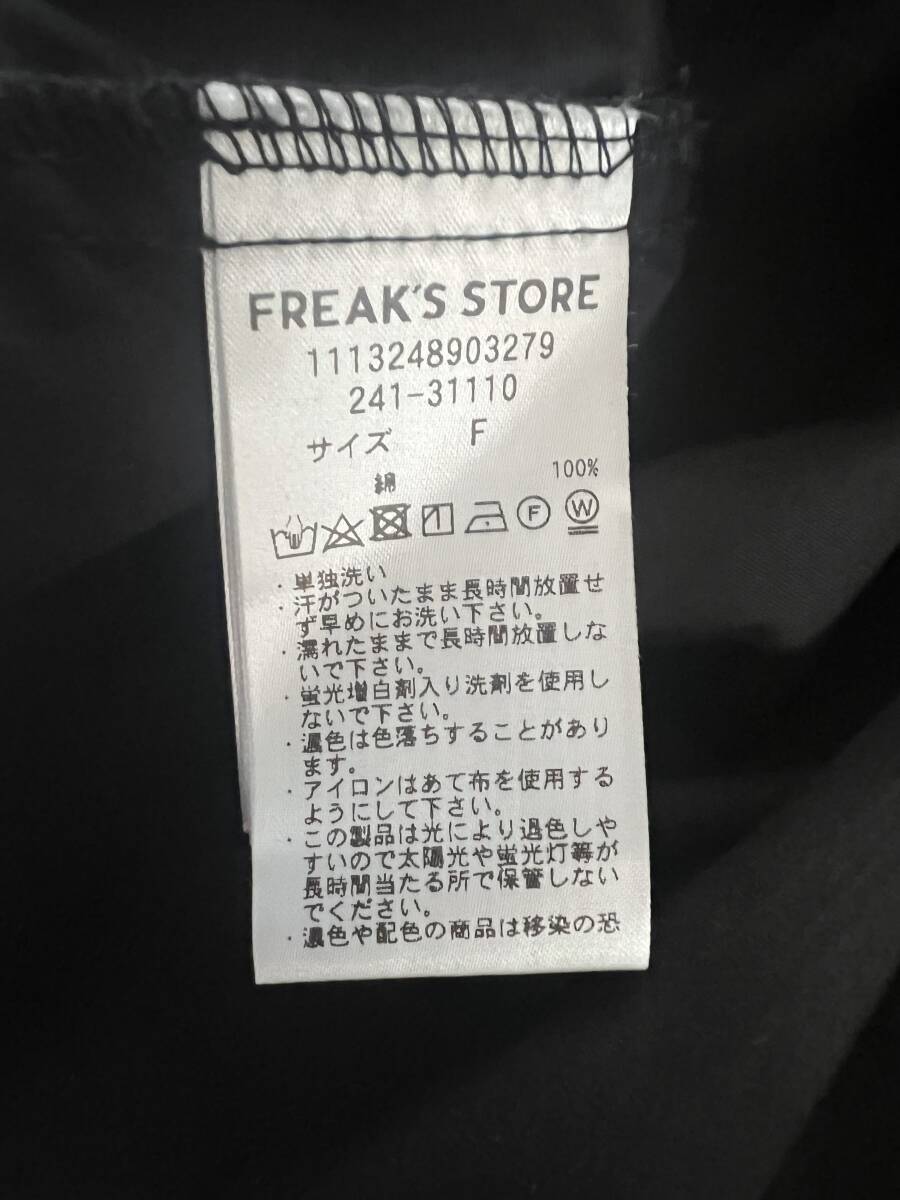 FREAK'S STORE
1113248903279
241-31110
サイズ F
綿 100%
F W
・単独洗い
・汗がついたまま長時間放置せ
ず早めにお洗い下さい。
・濡れたままで長時間放置しな
いで下さい。
・蛍光増白剤入り洗剤を使用し
ないで下さい。
・濃色は色落ちすることがあり
ます。
・アイロンはあて布を使用する
ようにして下さい。
・この製品は光により退色しや
すいので太陽光や蛍光灯等が
長時間当たる所で保管しない
でください。
・濃色や配色の商品は移染の恐